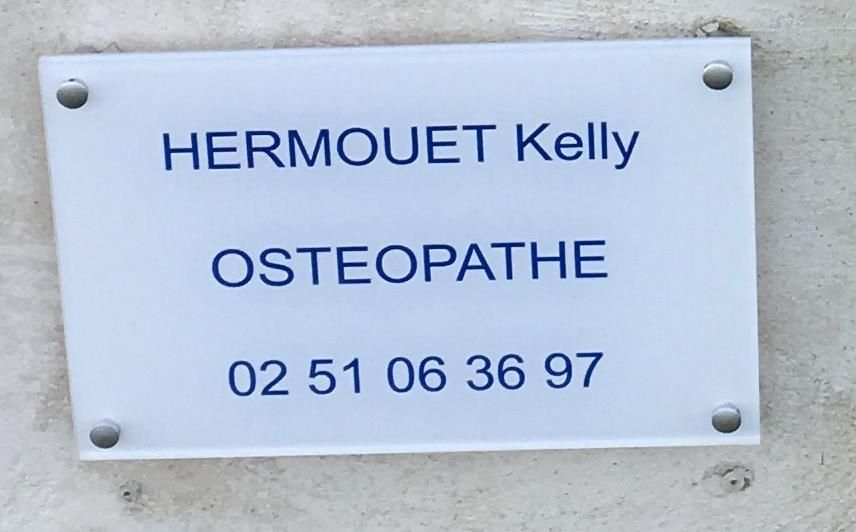 HERMOUET Kelly
OSTEOPATHE
02 51 06 36 97